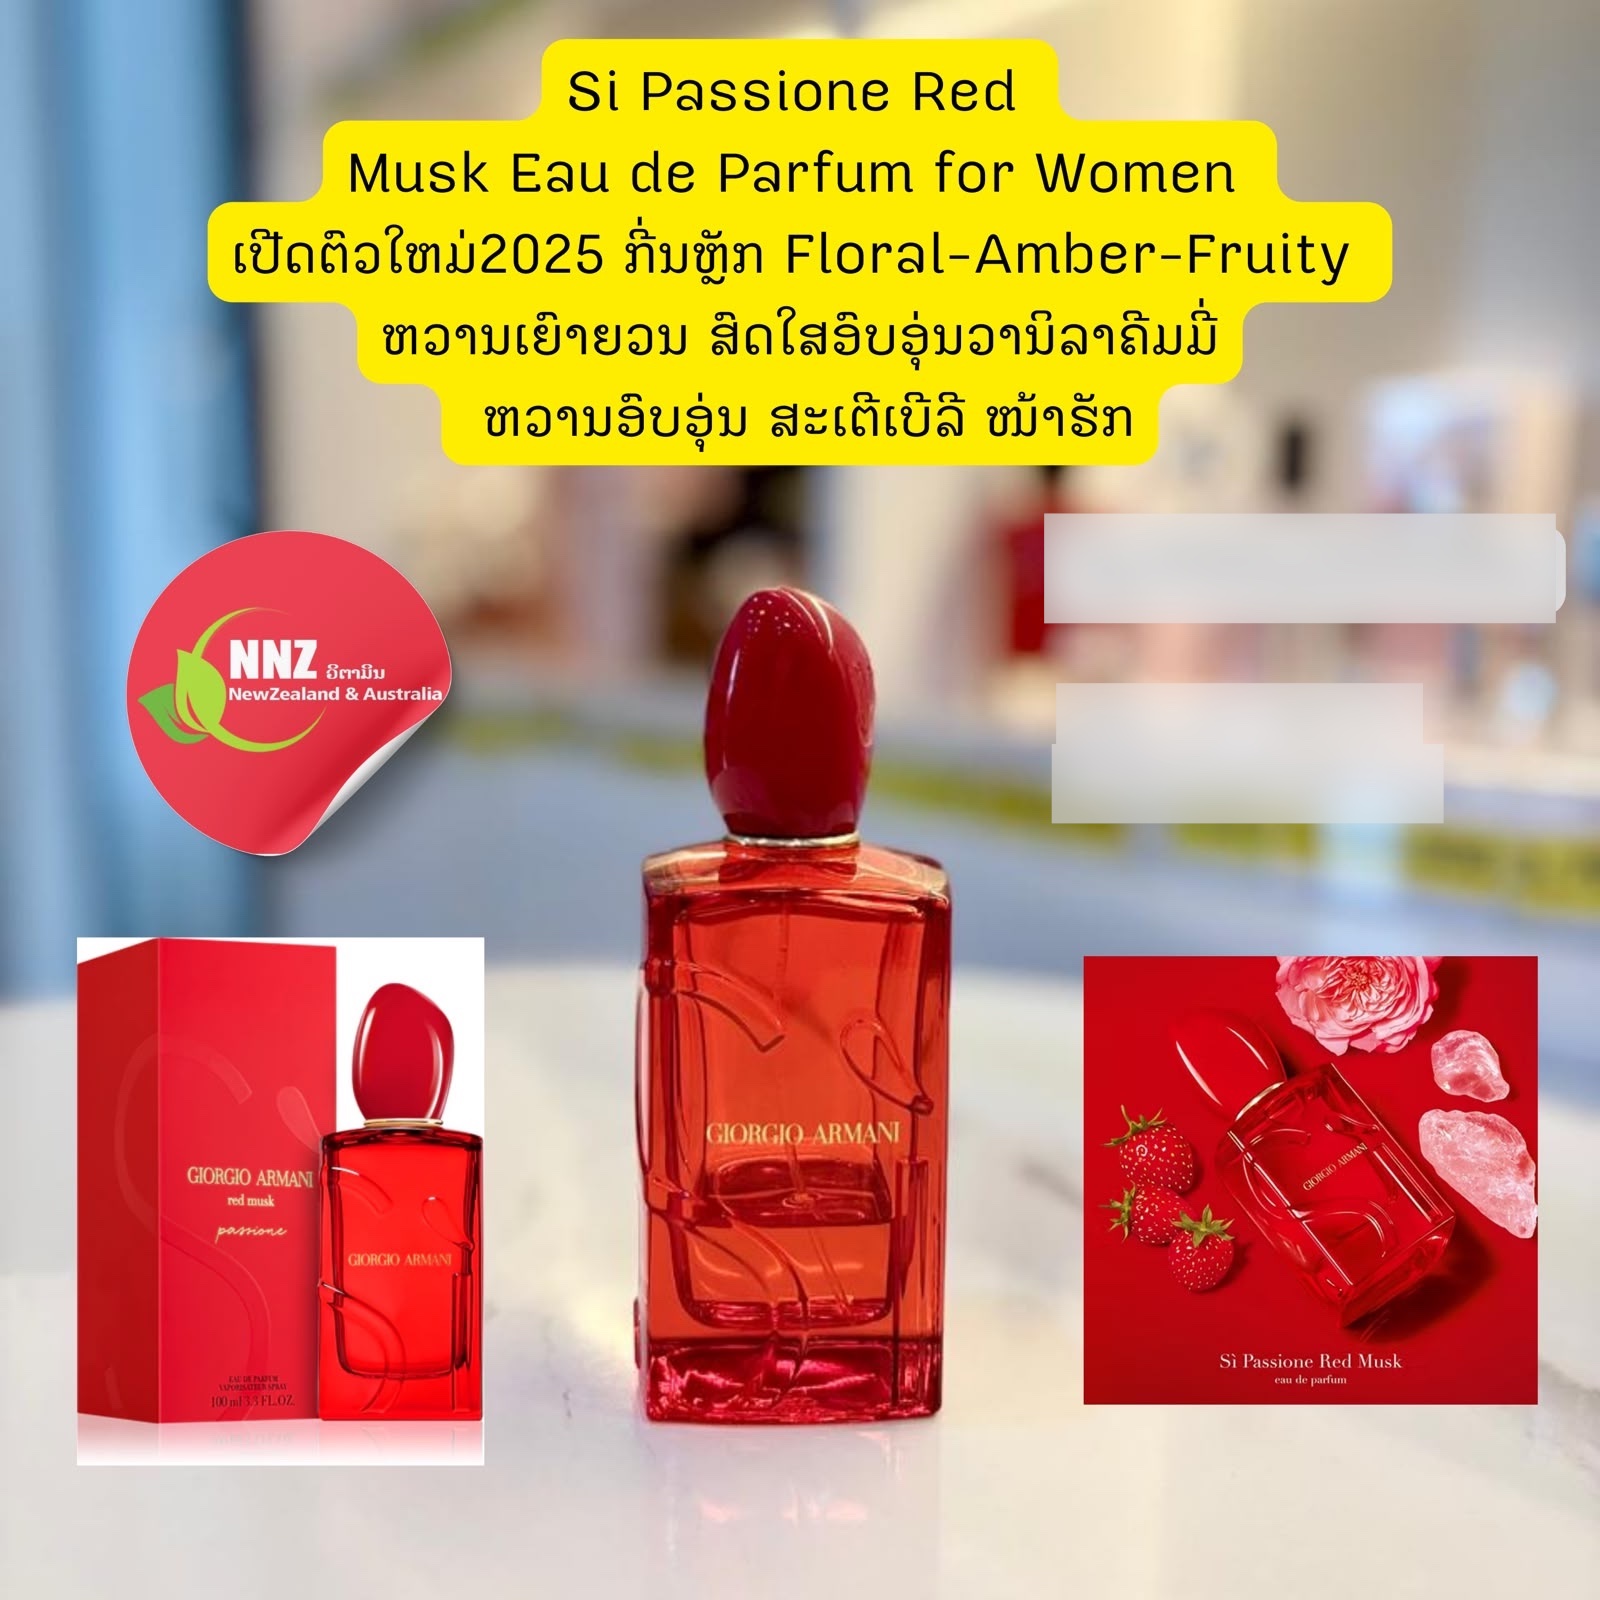 Si Passione Red
Musk Eau de Parfum for Women
ເປີດຕົວໃຫມ່2025 ກິ່ນຫຼັກ Floral-Amber-Fruity
ຫວານເຍົາຍວນ ສົດໃສອົບອຸ່ນວານິລາຄີມມີ່
ຫວານອົບອຸ່ນ ສະເຕີເບີລີ ໜ້າຮັກ
NNZ ວິຕາມິນ
NewZealand & Australia
GIORGIO ARMANI
red musk
passione
EAU DE PARFUM
VAPORISATEUR SPRAY
100 ml 3.3 FL.OZ.
GIORGIO ARMANI
GIORGIO ARMANI
GIORGIO ARMANI
Sì Passione Red Musk
eau de parfum